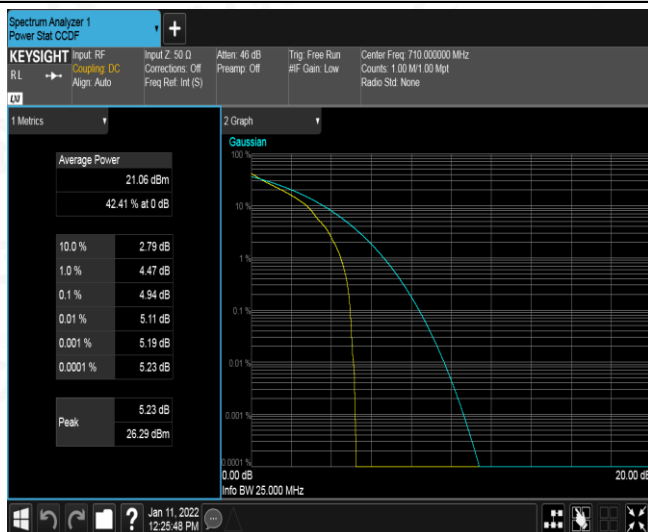 Spectrum Analyzer 1
Power Stat CCDF
+
KEYSIGHT
RL
Input: RF
Coupling: DC
Align: Auto
Input Z: 50 Ω
Corrections: Off
Freq Ref: Int (S)
Atten: 46 dB
Preamp: Off
Trig: Free Run
#IF Gain: Low
Center Freq: 710.000000 MHz
Counts: 1.00 M/1.00 Mpt
Radio Std: None
LXI
1 Metrics
Average Power
21.06 dBm
42.41 % at 0 dB
10.0 % 2.79 dB
1.0 % 4.47 dB
0.1 % 4.94 dB
0.01 % 5.11 dB
0.001 % 5.19 dB
0.0001 % 5.23 dB
Peak
5.23 dB
26.29 dBm
2 Graph
Gaussian
100 %
10 %
1 %
0.1 %
0.01 %
0.001 %
0.0001 %
0.00 dB
20.00 dB
Info BW 25.000 MHz
?
Jan 11, 2022
12:25:48 PM